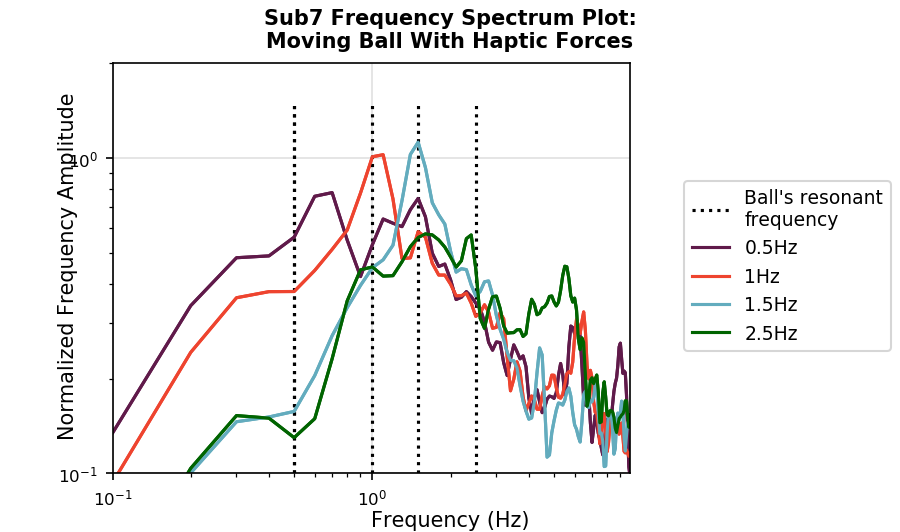 Sub7 Frequency Spectrum Plot:
Moving Ball With Haptic Forces
Normalized Frequency Amplitude
10⁰
10⁻¹
10⁻¹
10⁰
Frequency (Hz)
Ball's resonant
frequency
0.5Hz
1Hz
1.5Hz
2.5Hz